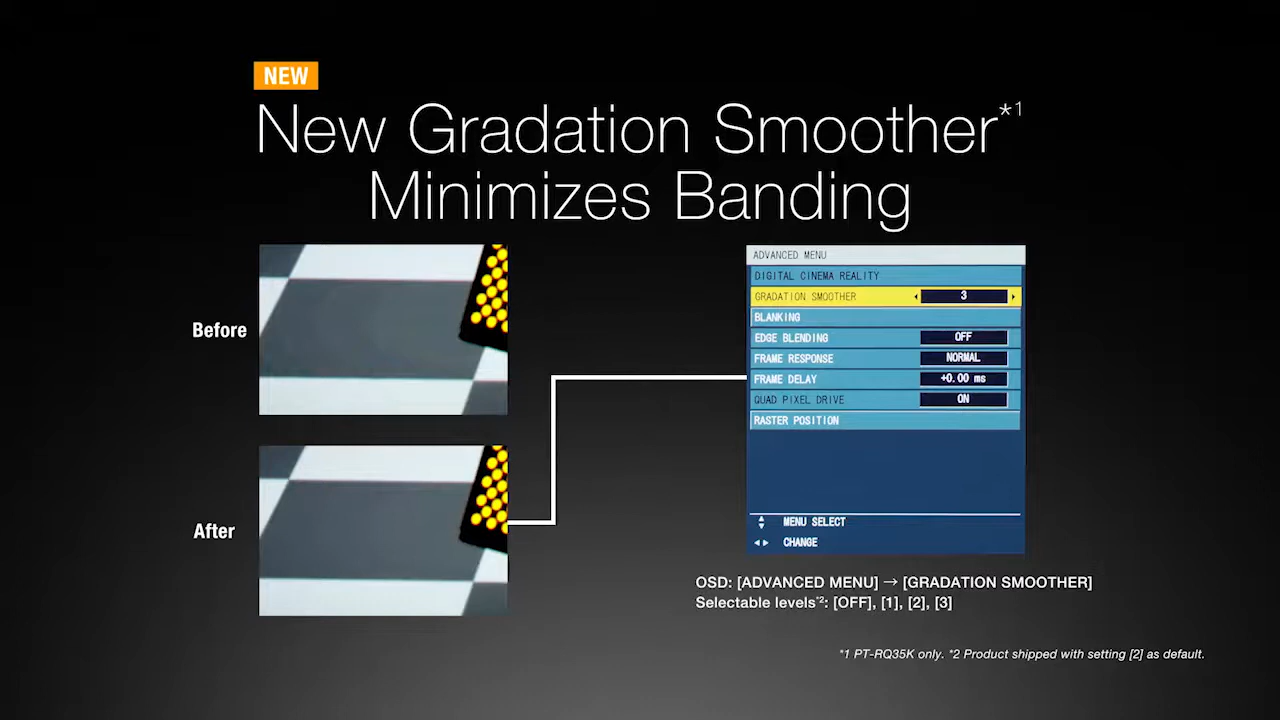 NEW
New Gradation Smoother*1
Minimizes Banding
Before
After
ADVANCED MENU
DIGITAL CINEMA REALITY
GRADATION SMOOTHER 3
BLANKING
EDGE BLENDING OFF
FRAME RESPONSE NORMAL
FRAME DELAY +0.00 ms
QUAD PIXEL DRIVE ON
RASTER POSITION
MENU SELECT
CHANGE
OSD: [ADVANCED MENU] → [GRADATION SMOOTHER]
Selectable levels*2: [OFF], [1], [2], [3]
*1 PT-RQ35K only. *2 Product shipped with setting [2] as default.